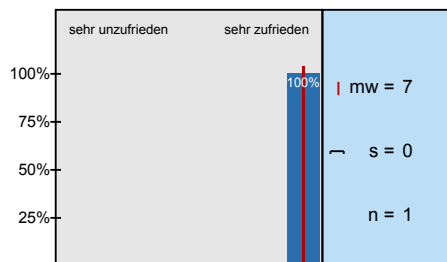 sehr unzufrieden sehr zufrieden
100%
100%
mw = 7
75%
50%
s = 0
25%
n = 1